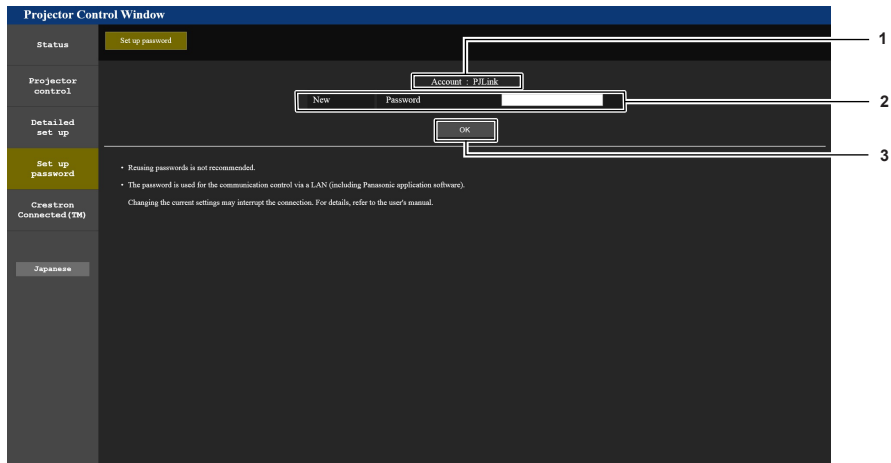 Projector Control Window
Status
Set up password
1
Projector
control
Account : PJLink
New Password
2
Detailed
set up
OK
3
Set up
password
• Reusing passwords is not recommended.
• The password is used for the communication control via a LAN (including Panasonic application software).
Changing the current settings may interrupt the connection. For details, refer to the user's manual.
Crestron
Connected(TM)
Japanese